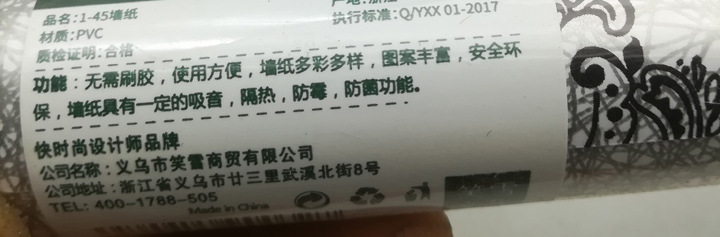 品名:1-45墙纸
材质:PVC
执行标准:Q/YXX 01-2017
质检证明:合格
功能:无需刷胶,使用方便,墙纸多彩多样,图案丰富,安全环
保,墙纸具有一定的吸音,隔热,防霉,防菌功能。
快时尚设计师品牌
公司名称:义乌市笑雪商贸有限公司
公司地址:浙江省义乌市廿三里武溪北街8号
TEL: 400-1788-505
Made in China